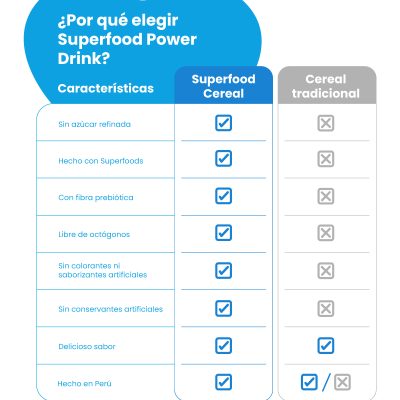 ¿Por qué elegir
Superfood Power
Drink?
Características
Superfood
Cereal
Cereal
tradicional
Sin azúcar refinada
Hecho con Superfoods
Con fibra prebiótica
Libre de octógonos
Sin colorantes ni
saborizantes artificiales
Sin conservantes artificiales
Delicioso sabor
Hecho en Perú
/